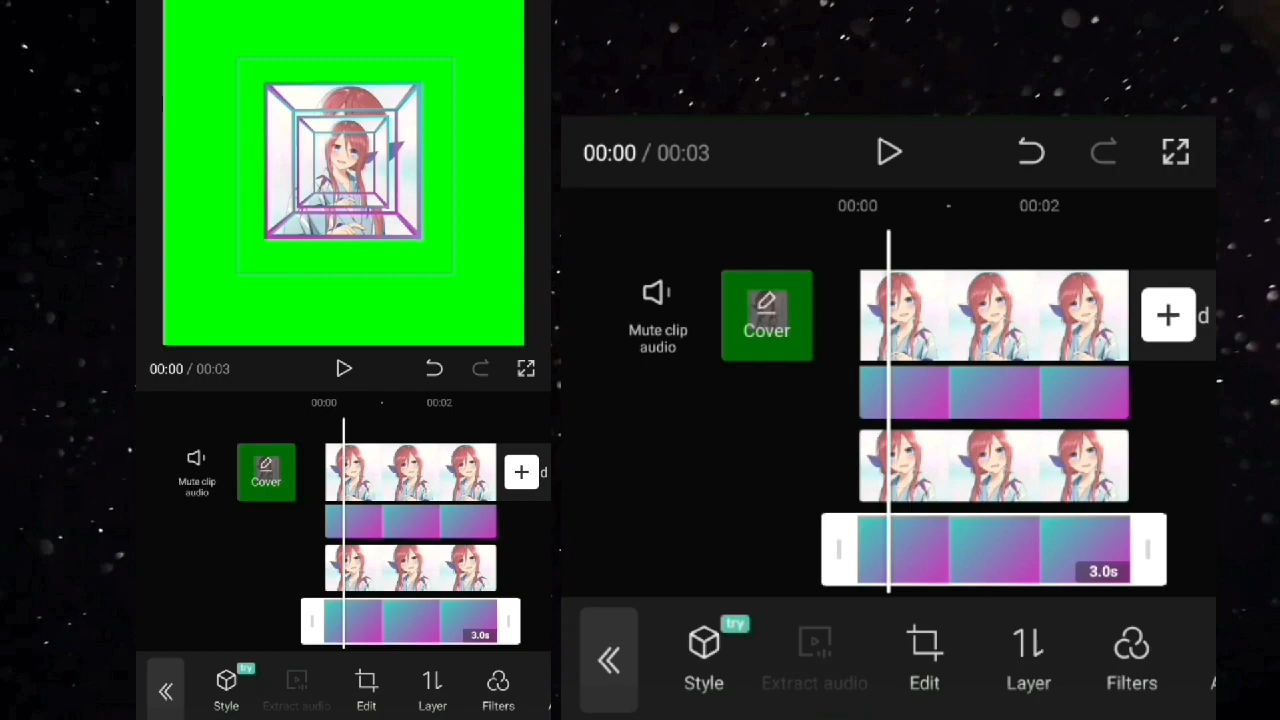 00:00 / 00:03
00:00
00:02
Mute clip
audio
Cover
d
3.0s
try
Style
Extract audio
Edit
Layer
Filters
00:00 / 00:03
00:00
00:02
Mute clip
audio
Cover
d
3.0s
try
Style
Extract audio
Edit
Layer
Filters